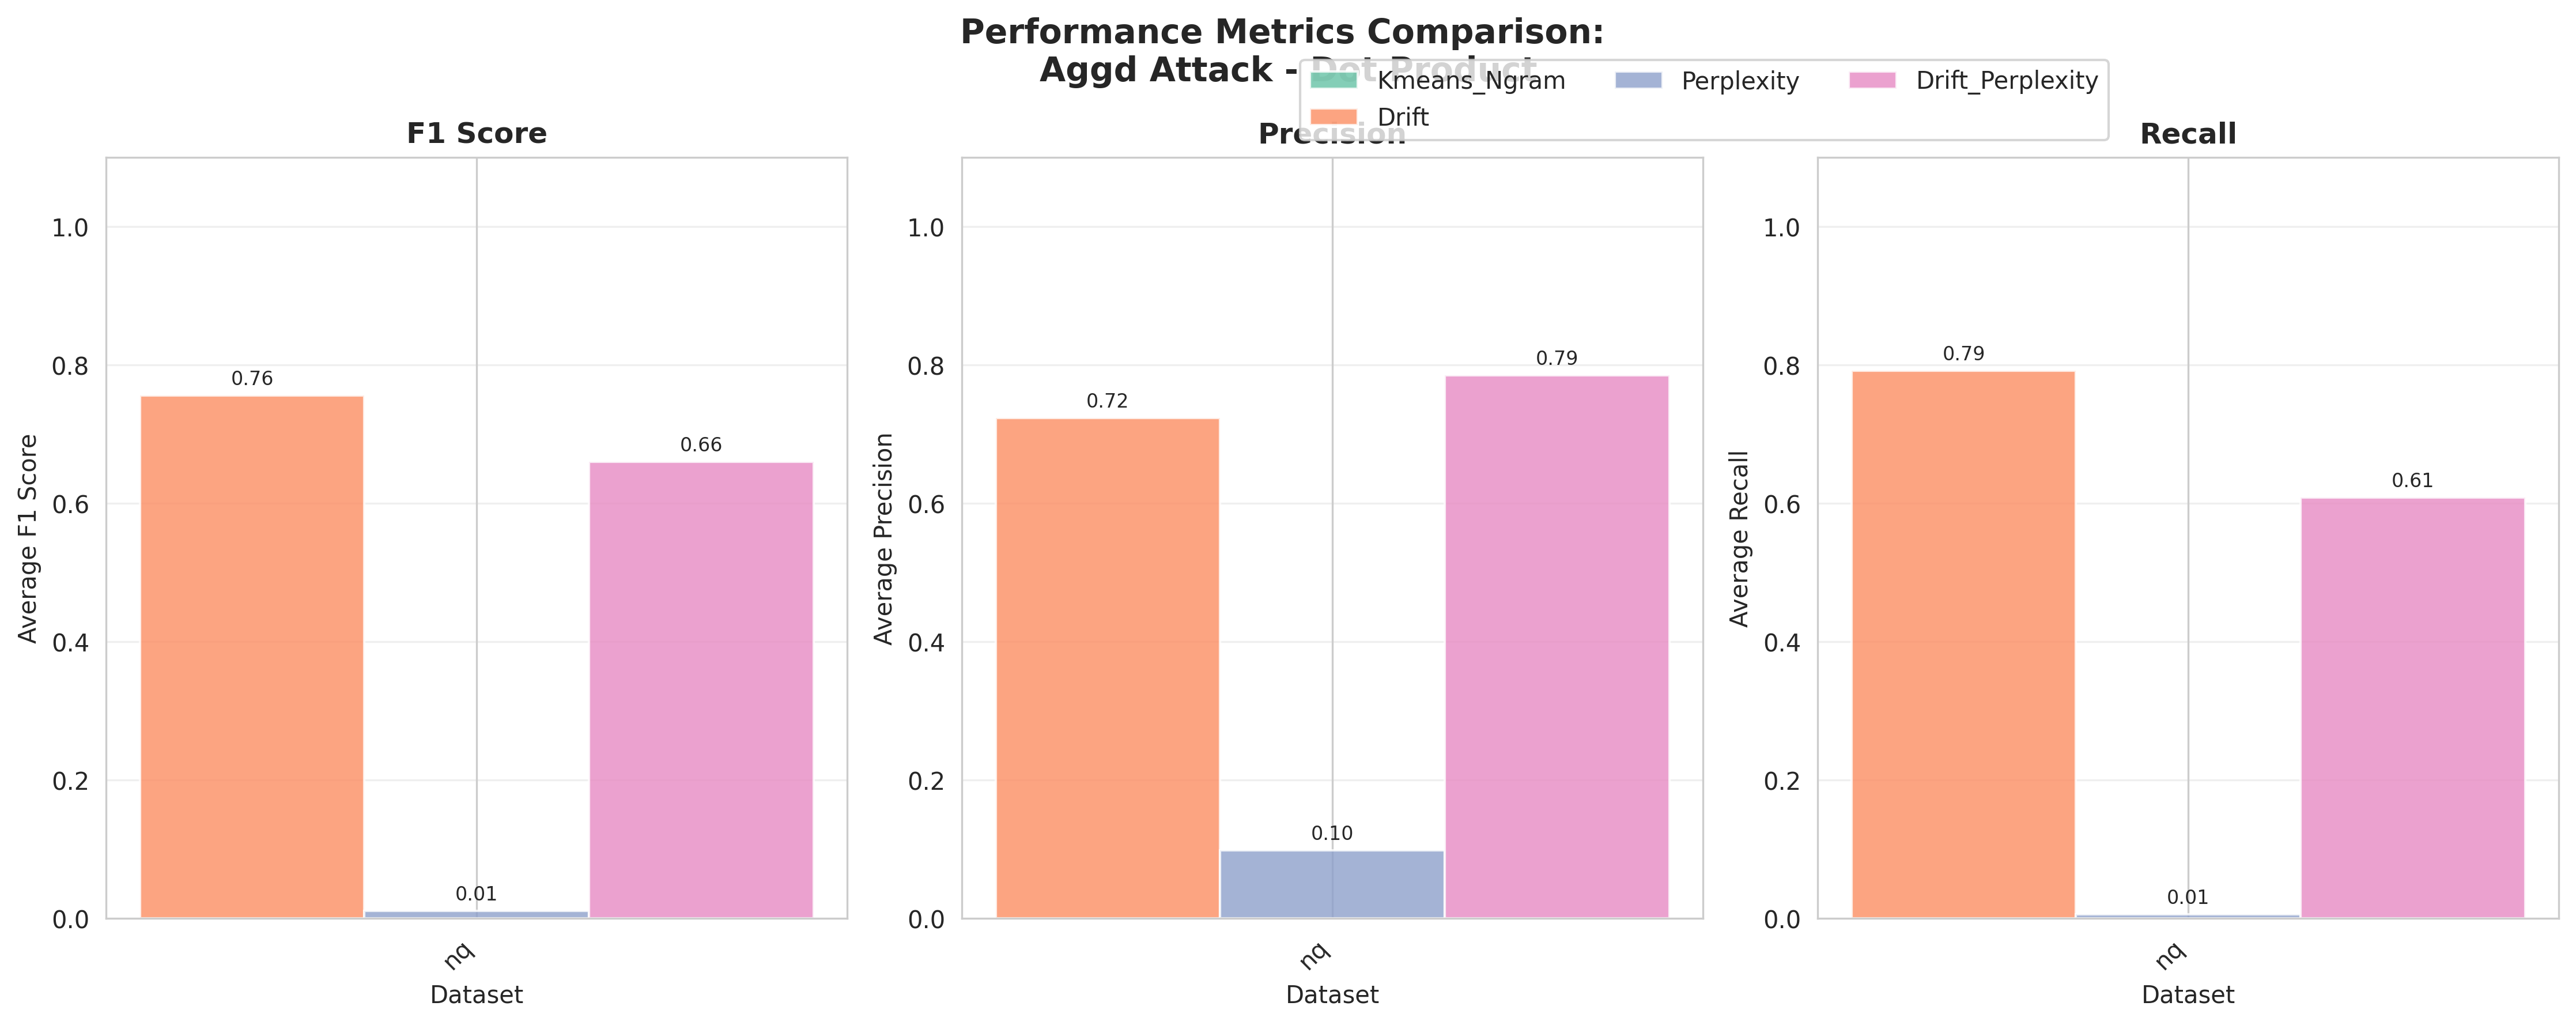 Performance Metrics Comparison:
Aggd Attack - Dot Product
Kmeans_Ngram
Perplexity
Drift_Perplexity
Drift
F1 Score
Average F1 Score
1.0
0.8
0.6
0.4
0.2
0.0
0.76
0.01
0.66
nq
Dataset
Precision
Average Precision
1.0
0.8
0.6
0.4
0.2
0.0
0.72
0.10
0.79
nq
Dataset
Recall
Average Recall
1.0
0.8
0.6
0.4
0.2
0.0
0.79
0.01
0.61
nq
Dataset